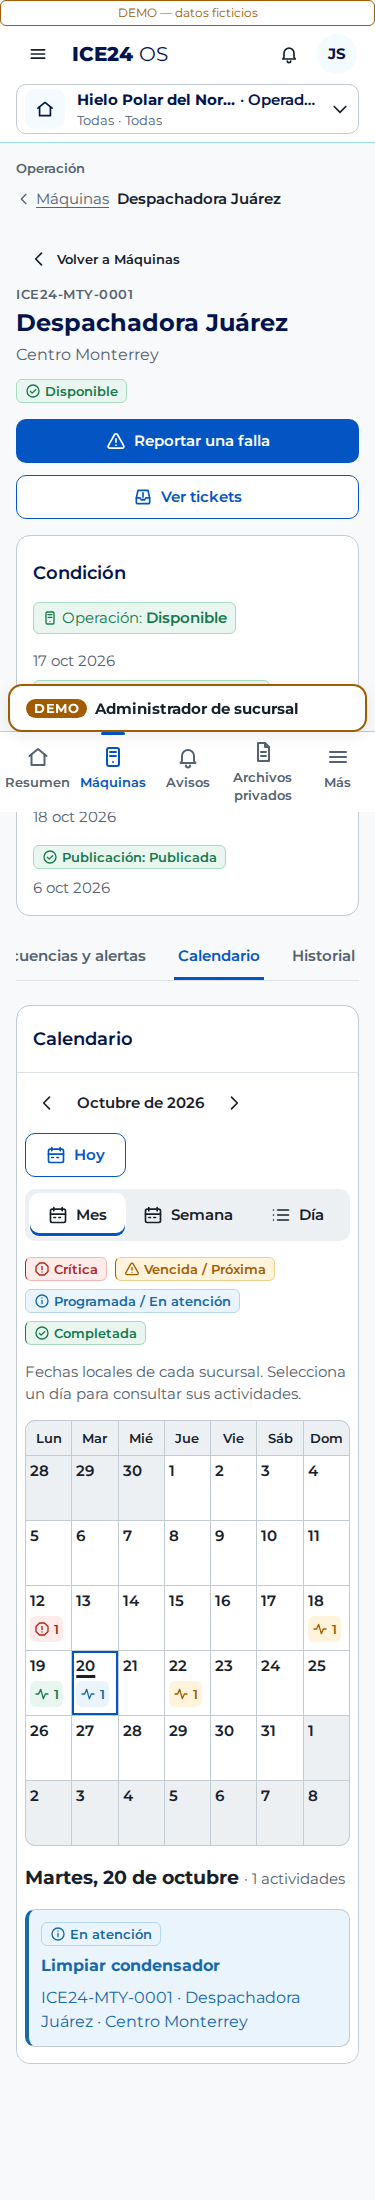 DEMO — datos ficticios
ICE24 OS
JS
Hielo Polar del Nor... · Operad...
Todas · Todas
Operación
Máquinas Despachadora Juárez
Volver a Máquinas
ICE24-MTY-0001
Despachadora Juárez
Centro Monterrey
Disponible
Reportar una falla
Ver tickets
Condición
Operación: Disponible
17 oct 2026
DEMO Administrador de sucursal
Resumen Máquinas Avisos Archivos privados Más
18 oct 2026
Publicación: Publicada
6 oct 2026
cuencias y alertas Calendario Historial
Calendario
Octubre de 2026
Hoy
Mes Semana Día
Crítica Vencida / Próxima
Programada / En atención
Completada
Fechas locales de cada sucursal. Selecciona
un día para consultar sus actividades.
Lun Mar Mié Jue Vie Sáb Dom
28 29 30 1 2 3 4
5 6 7 8 9 10 11
12 13 14 15 16 17 18
1 1
19 20 21 22 23 24 25
1 1 1
26 27 28 29 30 31 1
2 3 4 5 6 7 8
Martes, 20 de octubre · 1 actividades
En atención
Limpiar condensador
ICE24-MTY-0001 · Despachadora
Juárez · Centro Monterrey